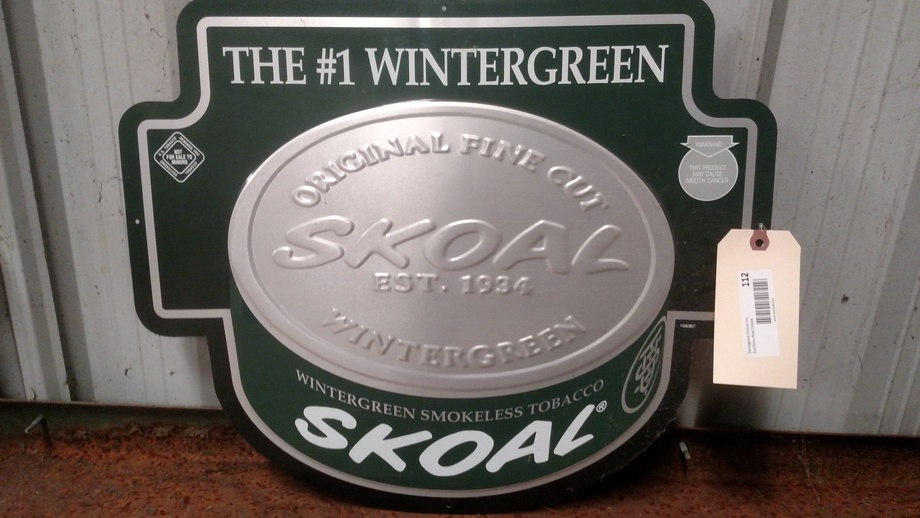 THE #1 WINTERGREEN
NOT
FOR SALE TO
MINORS
WARNING:
THIS PRODUCT
MAY CAUSE
MOUTH CANCER
ORIGINAL FINE CUT
SKOAL
EST. 1934
WINTERGREEN
WINTERGREEN SMOKELESS TOBACCO
SKOAL®
112